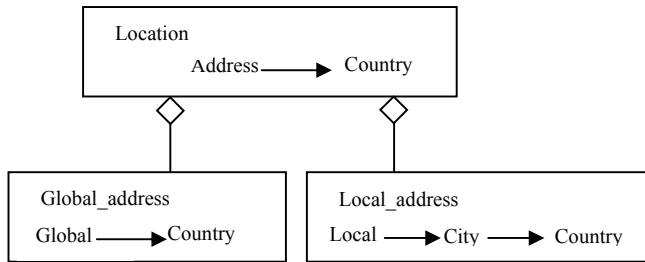 Location
Address Country
Global_address
Global Country
Local_address
Local City Country